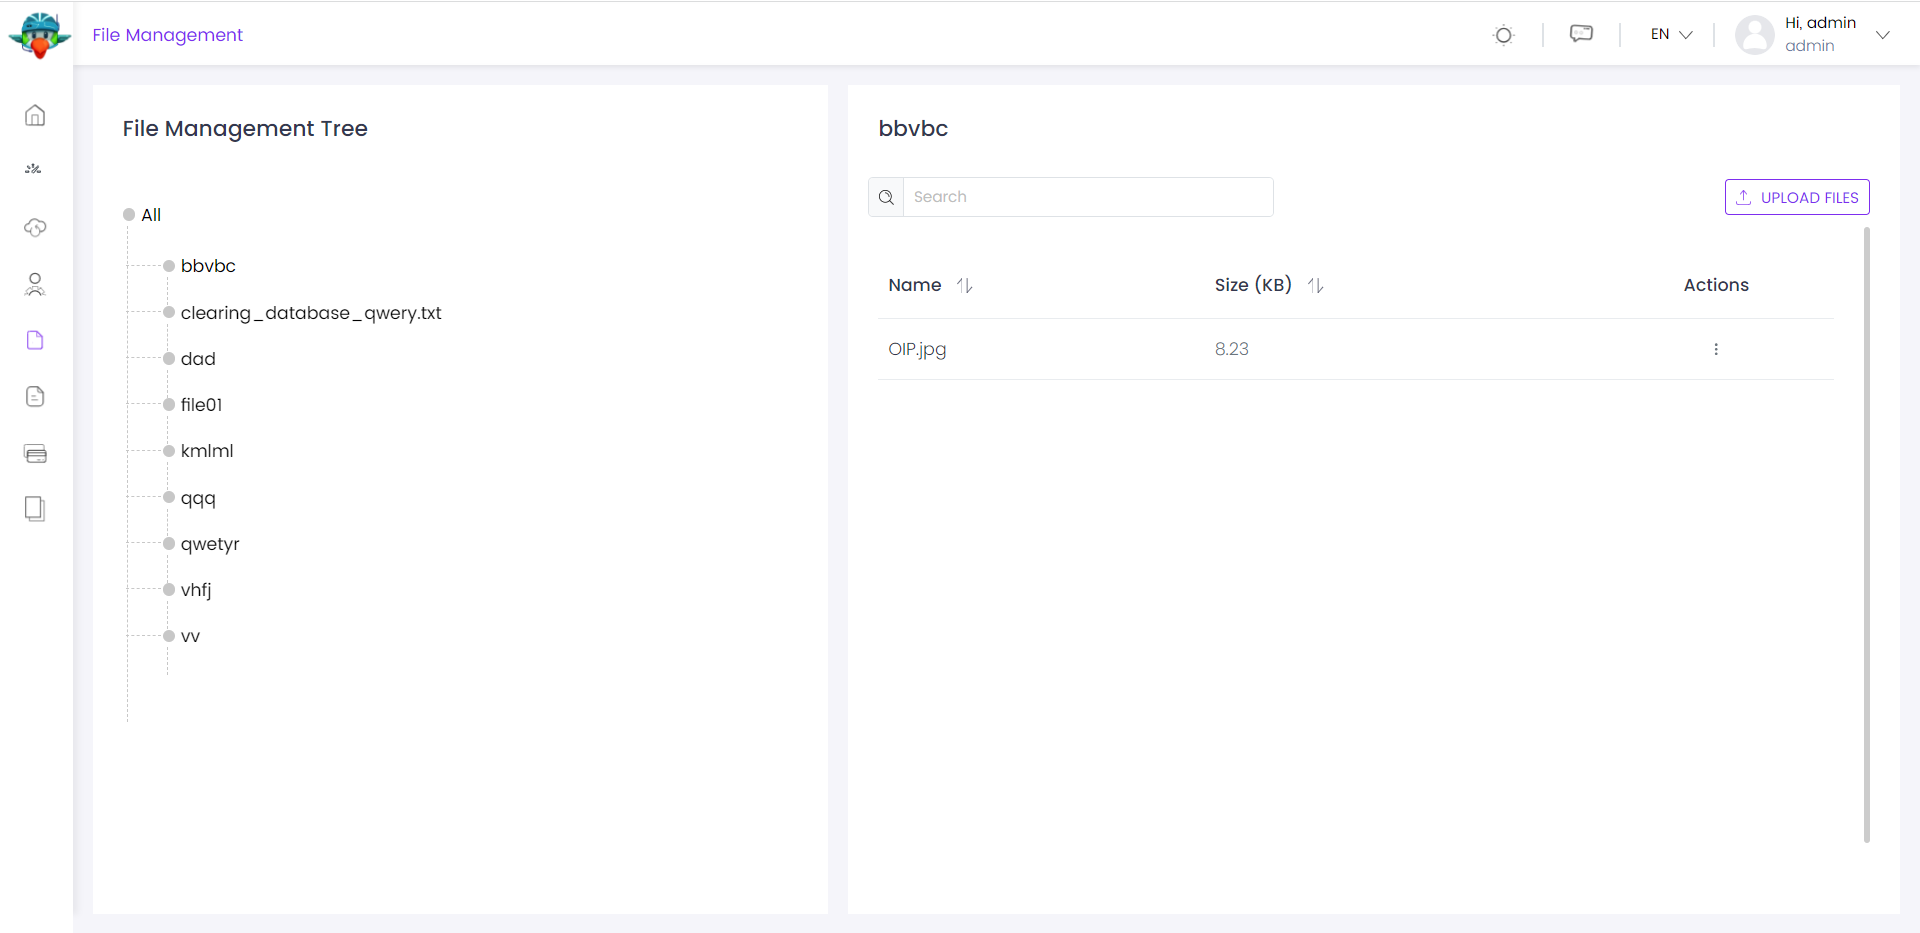 File Management
EN
Hi, admin
admin
File Management Tree
All
bbvbc
clearing_database_qwery.txt
dad
file01
kmlml
qqq
qwetyr
vhfj
vv
bbvbc
Search
UPLOAD FILES
Name Size (KB) Actions
OIP.jpg 8.23